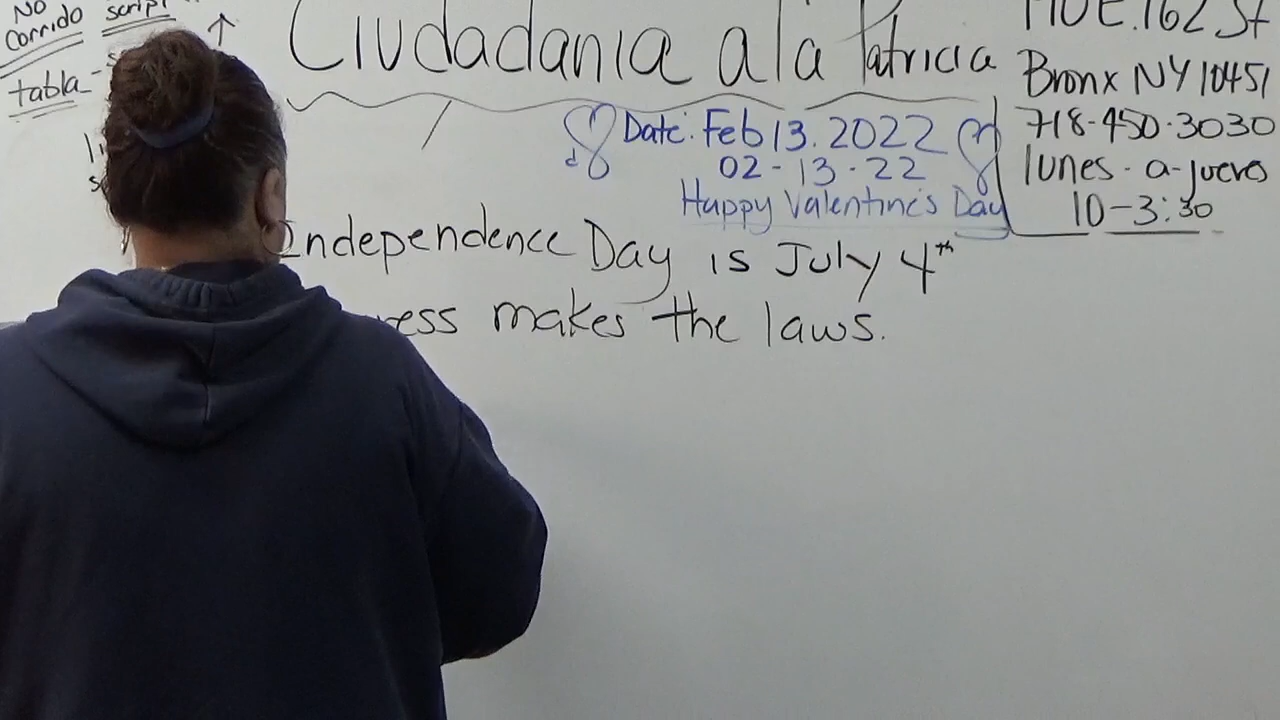 No script
corrido
tabla-
Ciudadania a la Patricia
Bronx NY 10451
718-450-3030
lunes - a - jueves
10-3:30
Date: Feb 13. 2022
02-13-22
Happy Valentine's Day
Independence Day is July 4th
makes the laws.